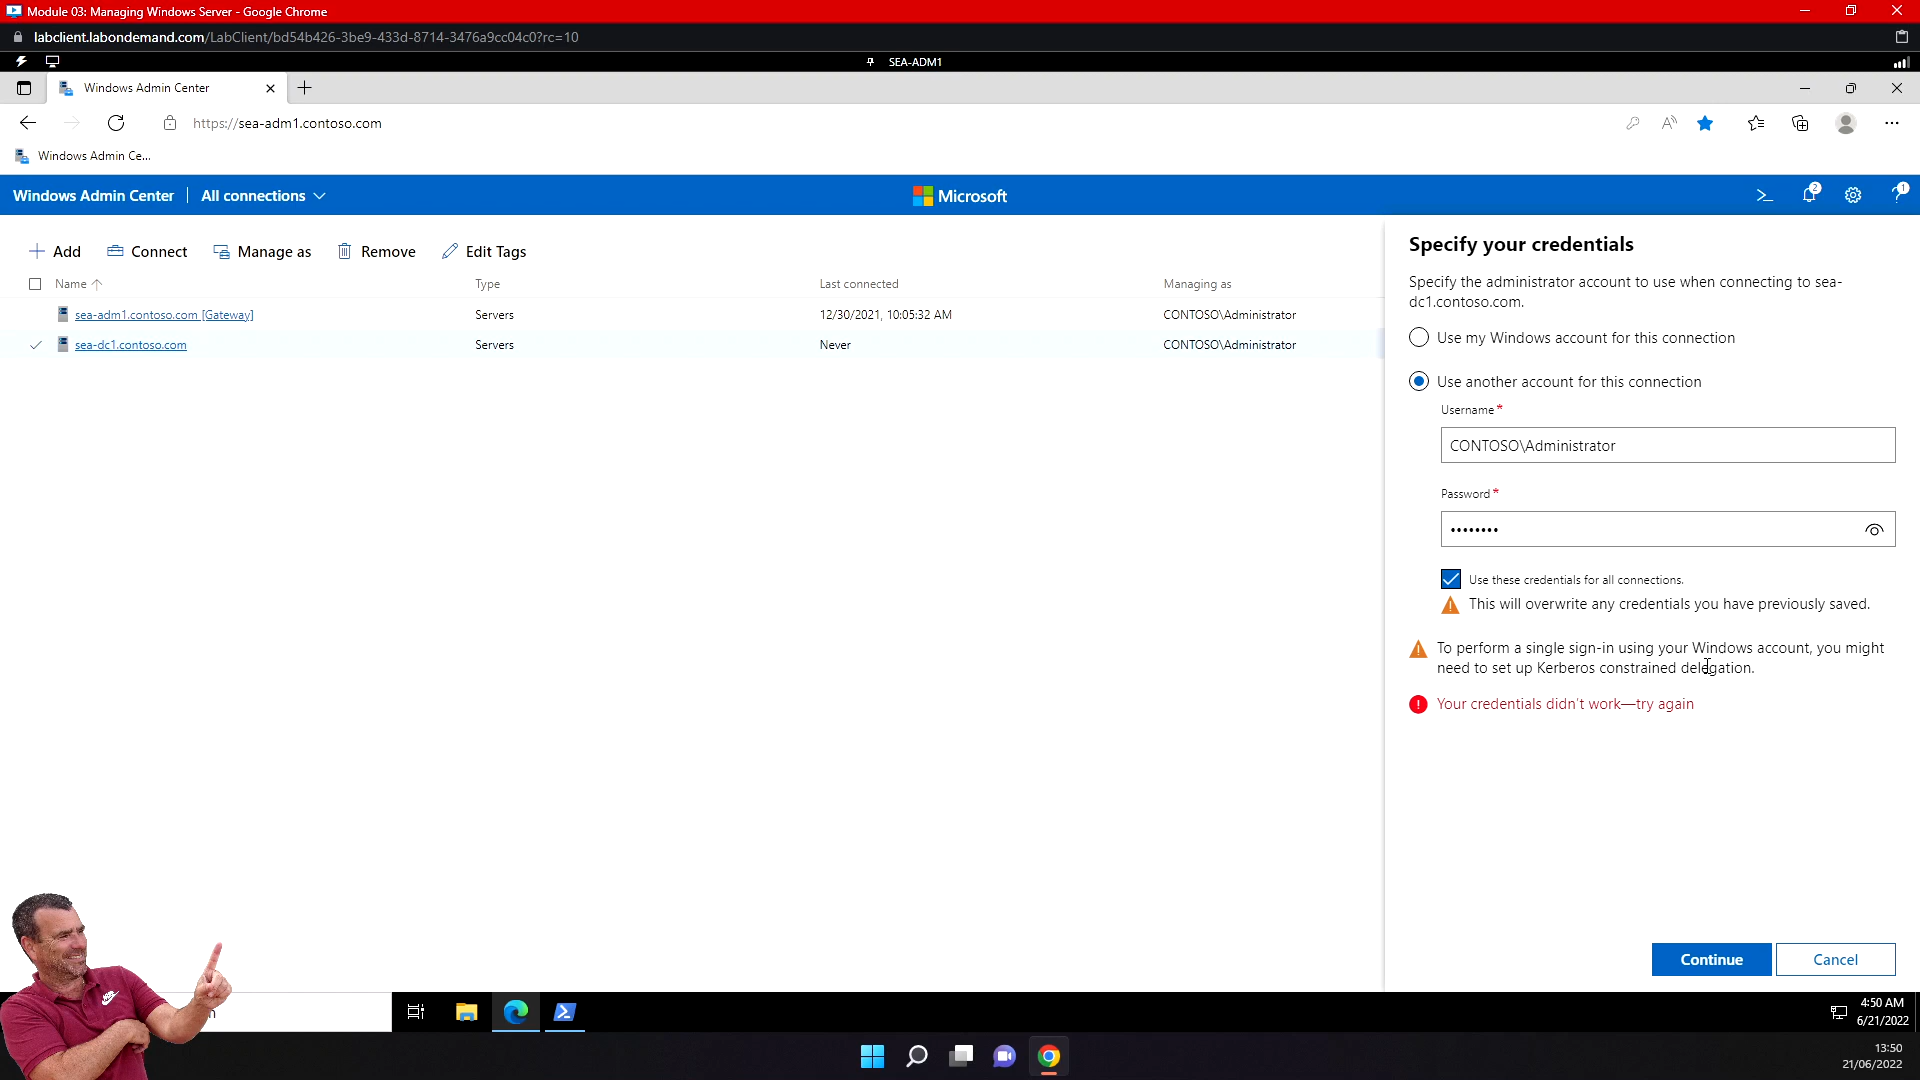 Module 03: Managing Windows Server - Google Chrome
labclient.labondemand.com/LabClient/bd54b426-3be9-433d-8714-3476a9cc04c0?rc=10
SEA-ADM1
Windows Admin Center
https://sea-adm1.contoso.com
Windows Admin Ce...
Windows Admin Center
All connections
Microsoft
2
1
Add
Connect
Manage as
Remove
Edit Tags
Name
Type
Last connected
Managing as
sea-adm1.contoso.com [Gateway]
Servers
12/30/2021, 10:05:32 AM
CONTOSO\Administrator
sea-dc1.contoso.com
Servers
Never
CONTOSO\Administrator
Specify your credentials
Specify the administrator account to use when connecting to sea-
dc1.contoso.com.
Use my Windows account for this connection
Use another account for this connection
Username*
CONTOSO\Administrator
Password*
••••••••
Use these credentials for all connections.
This will overwrite any credentials you have previously saved.
To perform a single sign-in using your Windows account, you might
need to set up Kerberos constrained delegation.
Your credentials didn't work—try again
Continue
Cancel
4:50 AM
6/21/2022
13:50
21/06/2022